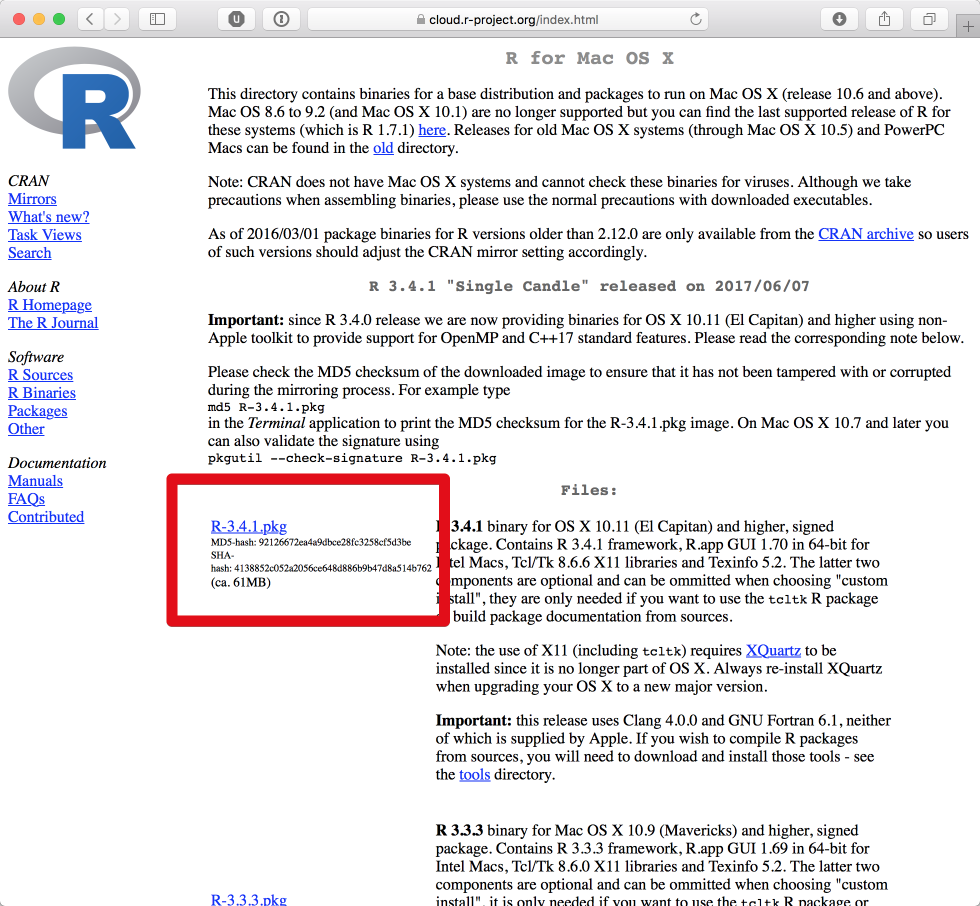 cloud.r-project.org/index.html
R
CRAN
Mirrors
What's new?
Task Views
Search
About R
R Homepage
The R Journal
Software
R Sources
R Binaries
Packages
Other
Documentation
Manuals
FAQs
Contributed
R for Mac OS X
This directory contains binaries for a base distribution and packages to run on Mac OS X (release 10.6 and above).
Mac OS 8.6 to 9.2 (and Mac OS X 10.1) are no longer supported but you can find the last supported release of R for
these systems (which is R 1.7.1) here. Releases for old Mac OS X systems (through Mac OS X 10.5) and PowerPC
Macs can be found in the old directory.
Note: CRAN does not have Mac OS X systems and cannot check these binaries for viruses. Although we take
precautions when assembling binaries, please use the normal precautions with downloaded executables.
As of 2016/03/01 package binaries for R versions older than 2.12.0 are only available from the CRAN archive so users
of such versions should adjust the CRAN mirror setting accordingly.
R 3.4.1 "Single Candle" released on 2017/06/07
Important: since R 3.4.0 release we are now providing binaries for OS X 10.11 (El Capitan) and higher using non-
Apple toolkit to provide support for OpenMP and C++17 standard features. Please read the corresponding note below.
Please check the MD5 checksum of the downloaded image to ensure that it has not been tampered with or corrupted
during the mirroring process. For example type
md5 R-3.4.1.pkg
in the Terminal application to print the MD5 checksum for the R-3.4.1.pkg image. On Mac OS X 10.7 and later you
can also validate the signature using
pkgutil --check-signature R-3.4.1.pkg
Files:
R-3.4.1.pkg
MD5-hash: 92126672ea4a9dbce28fc3258cf5d3be
SHA-
hash: 4138852c052a2056ce648d886b9b47d8a514b762
(ca. 61MB)
3.4.1 binary for OS X 10.11 (El Capitan) and higher, signed
package. Contains R 3.4.1 framework, R.app GUI 1.70 in 64-bit for
Intel Macs, Tcl/Tk 8.6.6 X11 libraries and Texinfo 5.2. The latter two
components are optional and can be ommitted when choosing "custom
install", they are only needed if you want to use the tcltk R package
build package documentation from sources.
Note: the use of X11 (including tcltk) requires XQuartz to be
installed since it is no longer part of OS X. Always re-install XQuartz
when upgrading your OS X to a new major version.
Important: this release uses Clang 4.0.0 and GNU Fortran 6.1, neither
of which is supplied by Apple. If you wish to compile R packages
from sources, you will need to download and install those tools - see
the tools directory.
R-3.3.3.pkg
R 3.3.3 binary for Mac OS X 10.9 (Mavericks) and higher, signed
package. Contains R 3.3.3 framework, R.app GUI 1.69 in 64-bit for
Intel Macs, Tcl/Tk 8.6.0 X11 libraries and Texinfo 5.2. The latter two
components are optional and can be ommitted when choosing "custom
install", it is only needed if you want to use the tcltk R package or